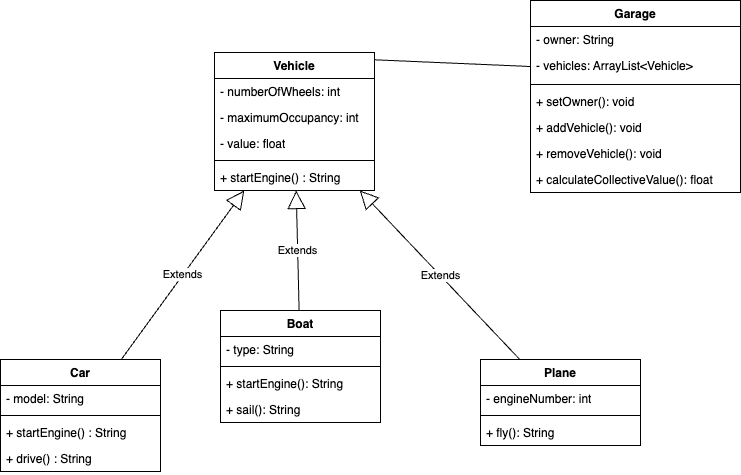 Garage
- owner: String
- vehicles: ArrayList<Vehicle>
+ setOwner(): void
+ addVehicle(): void
+ removeVehicle(): void
+ calculateCollectiveValue(): float
Vehicle
- numberOfWheels: int
- maximumOccupancy: int
- value: float
+ startEngine() : String
Extends
Extends
Extends
Car
- model: String
+ startEngine() : String
+ drive() : String
Boat
- type: String
+ startEngine(): String
+ sail(): String
Plane
- engineNumber: int
+ fly(): String